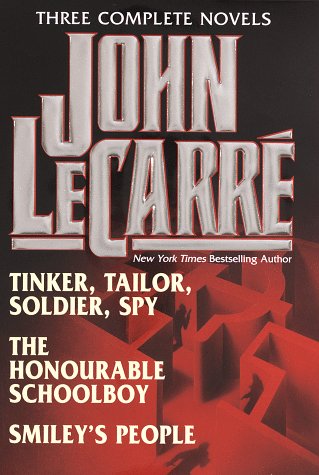 THREE COMPLETE NOVELS
JOHN
LECARRÉ
New York Times Bestselling Author
TINKER, TAILOR,
SOLDIER, SPY
THE
HONOURABLE
SCHOOLBOY
SMILEY'S PEOPLE